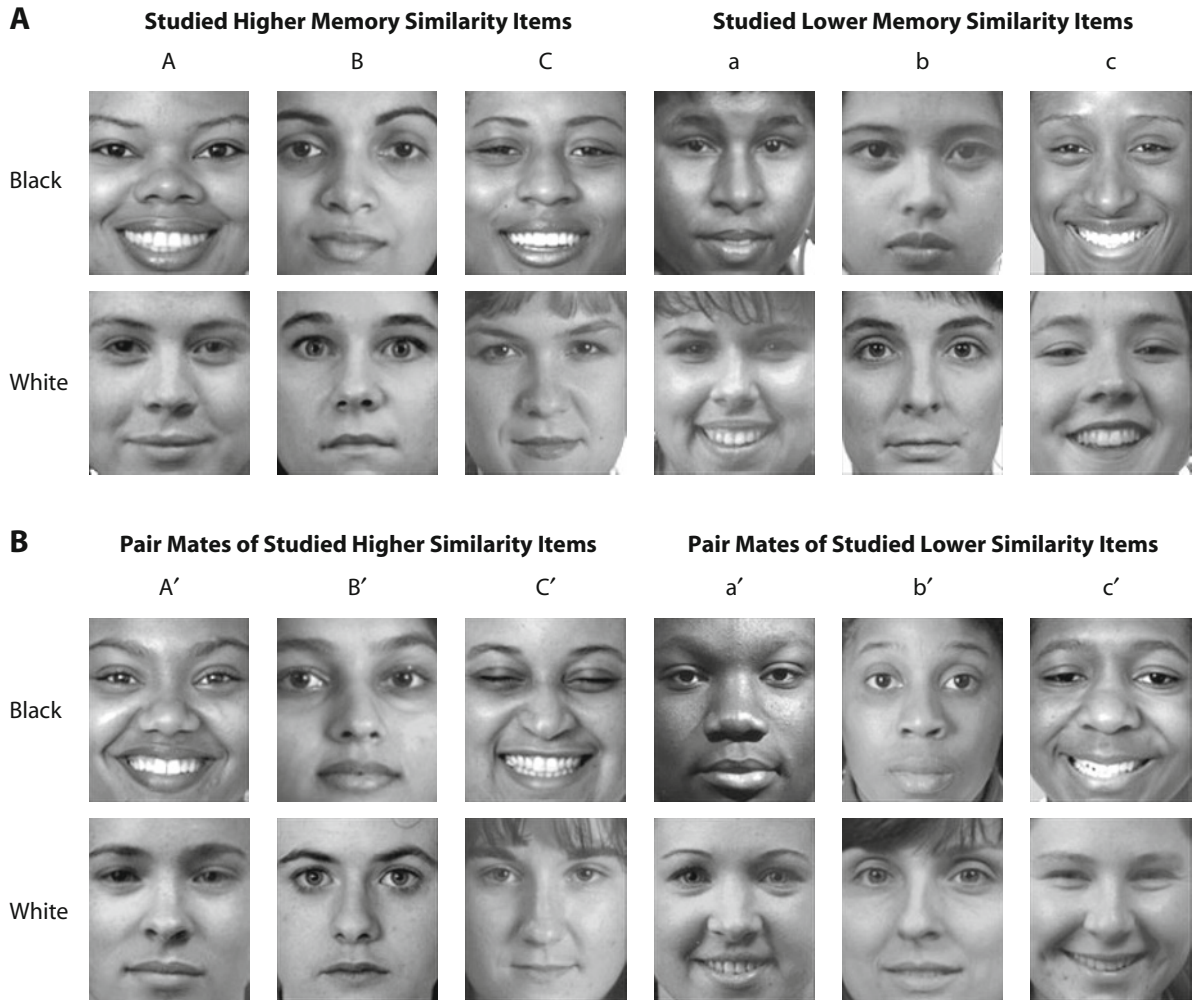 A
Studied Higher Memory Similarity Items Studied Lower Memory Similarity Items
A B C a b c
Black
White
B
Pair Mates of Studied Higher Similarity Items Pair Mates of Studied Lower Similarity Items
A′ B′ C′ a′ b′ c′
Black
White